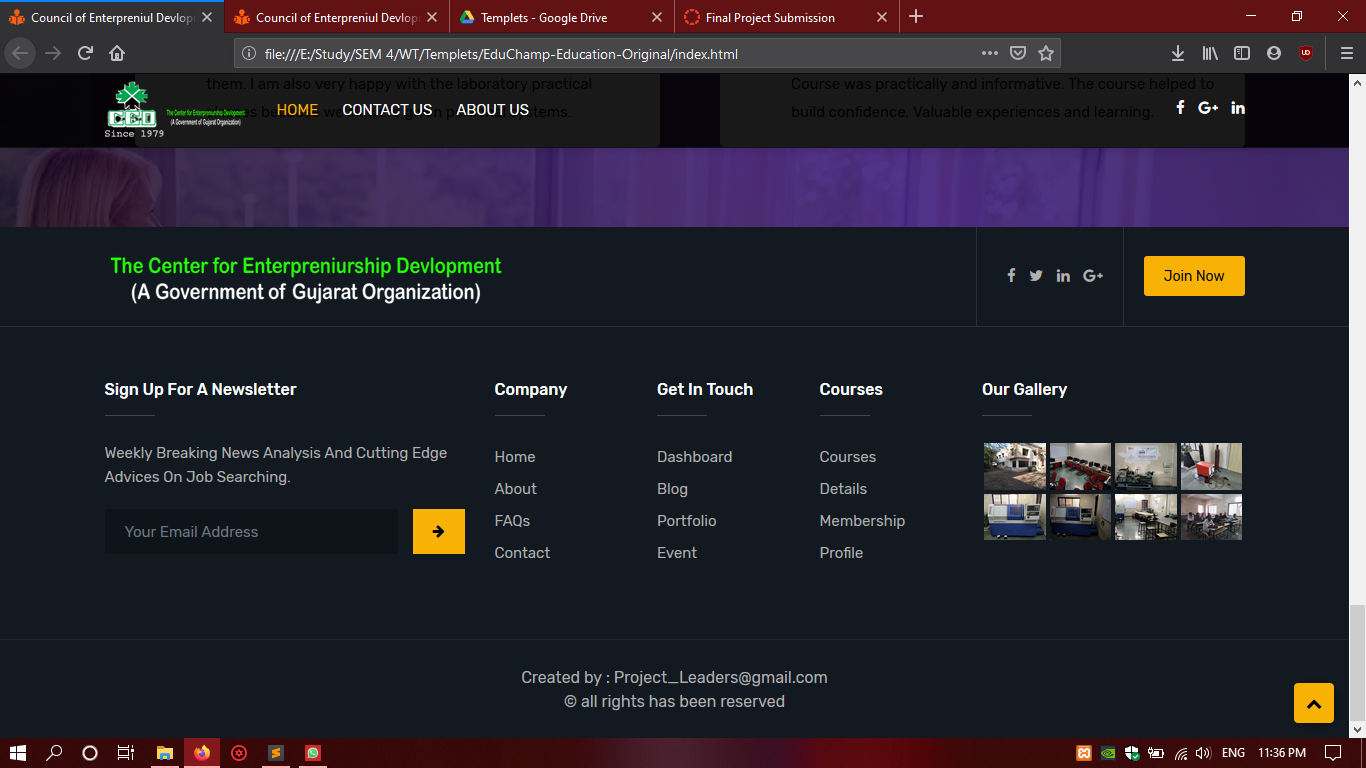 Council of Enterpreniul Devlop
Council of Enterpreniul Devlop
Templets - Google Drive
Final Project Submission
file:///E:/Study/SEM 4/WT/Templets/EduChamp-Education-Original/index.html
them. I am also very happy with the laboratory practical
Course was practically and informative. The course helped to
CED
Since 1979
The Center for Enterpreniurship Devlopment
(A Government of Gujarat Organization)
HOME
CONTACT US
ABOUT US
build confidence. Valuable experiences and learning.
The Center for Enterpreniurship Devlopment
(A Government of Gujarat Organization)
Join Now
Sign Up For A Newsletter
Weekly Breaking News Analysis And Cutting Edge
Advices On Job Searching.
Your Email Address
Company
Home
About
FAQs
Contact
Get In Touch
Dashboard
Blog
Portfolio
Event
Courses
Courses
Details
Membership
Profile
Our Gallery
Created by : Project_Leaders@gmail.com
© all rights has been reserved
ENG
11:36 PM